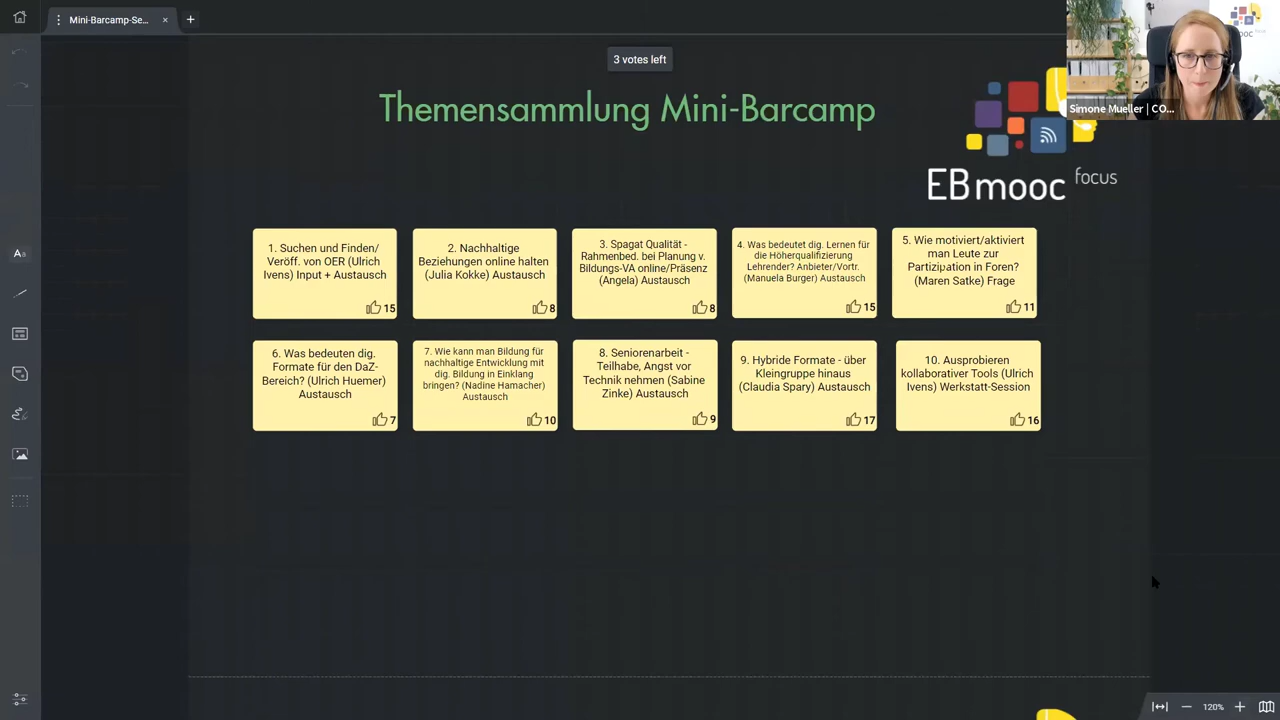 Mini-Barcamp-Se...
3 votes left
Simone Mueller | CO...
Themensammlung Mini-Barcamp
EBmooc focus
1. Suchen und Finden/
Veröff. von OER (Ulrich
Ivens) Input + Austausch
15
2. Nachhaltige
Beziehungen online halten
(Julia Kokke) Austausch
8
3. Spagat Qualität -
Rahmenbed. bei Planung v.
Bildungs-VA online/Präsenz
(Angela) Austausch
8
4. Was bedeutet dig. Lernen für
die Höherqualifizierung
Lehrender? Anbieter/Vortr.
(Manuela Burger) Austausch
15
5. Wie motiviert/aktiviert
man Leute zur
Partizipation in Foren?
(Maren Satke) Frage
11
6. Was bedeuten dig.
Formate für den DaZ-
Bereich? (Ulrich Huemer)
Austausch
7
7. Wie kann man Bildung für
nachhaltige Entwicklung mit
dig. Bildung in Einklang
bringen? (Nadine Hamacher)
Austausch
10
8. Seniorenarbeit -
Teilhabe, Angst vor
Technik nehmen (Sabine
Zinke) Austausch
9
9. Hybride Formate - über
Kleingruppe hinaus
(Claudia Spary) Austausch
17
10. Ausprobieren
kollaborativer Tools (Ulrich
Ivens) Werkstatt-Session
16
120%